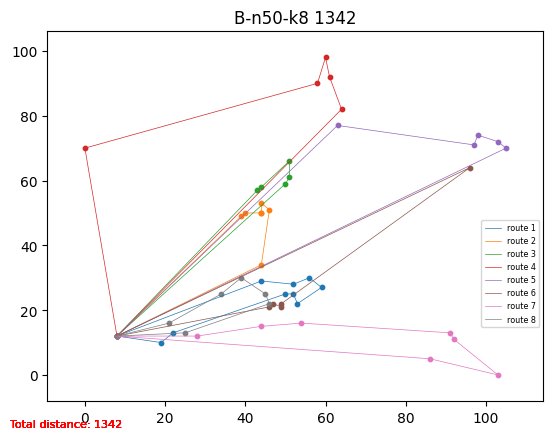 B-n50-k8 1342
100
80
60
40
20
0
0 20 40 60 80 100
route 1
route 2
route 3
route 4
route 5
route 6
route 7
route 8
Total distance: 1342